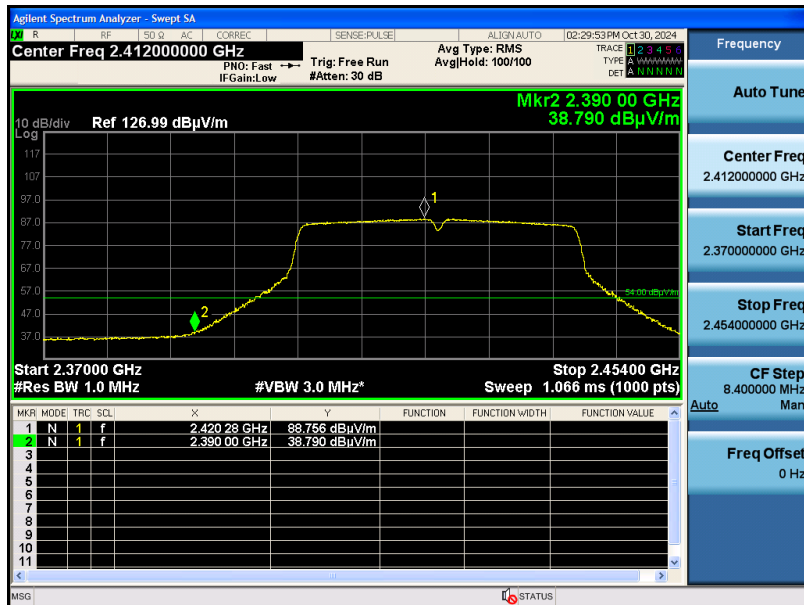 Agilent Spectrum Analyzer - Swept SA
LXI R RF 50 Ω AC CORREC SENSE:PULSE ALIGN AUTO 02:29:53 PM Oct 30, 2024
Center Freq 2.412000000 GHz
PNO: Fast
IFGain:Low
Trig: Free Run
#Atten: 30 dB
Avg Type: RMS
Avg|Hold: 100/100
TRACE 1 2 3 4 5 6
TYPE A W W W W W
DET A N N N N N
Mkr2 2.390 00 GHz
38.790 dBµV/m
10 dB/div Ref 126.99 dBµV/m
Log
117
107
97.0
87.0
77.0
67.0
57.0
47.0
37.0
1
2
54.00 dBµV/m
Start 2.37000 GHz Stop 2.45400 GHz
#Res BW 1.0 MHz #VBW 3.0 MHz* Sweep 1.066 ms (1000 pts)
MKR MODE TRC SCL X Y FUNCTION FUNCTION WIDTH FUNCTION VALUE
1 N 1 f 2.420 28 GHz 88.756 dBµV/m
2 N 1 f 2.390 00 GHz 38.790 dBµV/m
3
4
5
6
7
8
9
10
11
MSG STATUS
Frequency
Auto Tune
Center Freq
2.412000000 GHz
Start Freq
2.370000000 GHz
Stop Freq
2.454000000 GHz
CF Step
8.400000 MHz
Auto Man
Freq Offset
0 Hz